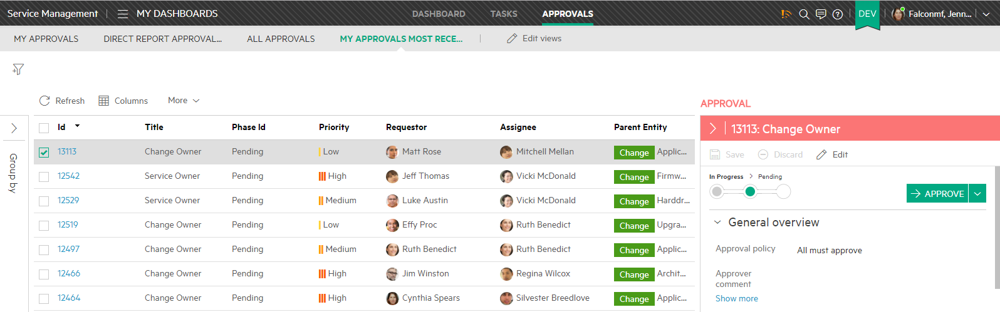 Service Management MY DASHBOARDS DASHBOARD TASKS APPROVALS DEV Falconmf, Jenn...
MY APPROVALS DIRECT REPORT APPROVAL... ALL APPROVALS MY APPROVALS MOST RECE... Edit views
Refresh Columns More
APPROVAL
Group by
Id Title Phase Id Priority Requestor Assignee Parent Entity
13113 Change Owner Pending Low Matt Rose Mitchell Mellan Change Applic...
12542 Service Owner Pending High Jeff Thomas Vicki McDonald Change Firmw...
12529 Service Owner Pending Medium Luke Austin Vicki McDonald Change Harddr...
12519 Change Owner Pending Low Effy Proc Ruth Benedict Change Upgra...
12497 Change Owner Pending Medium Ruth Benedict Ruth Benedict Change Applic...
12466 Change Owner Pending High Jim Winston Regina Wilcox Change Archit...
12464 Change Owner Pending High Cynthia Spears Silvester Breedlove Change Applic...
13113: Change Owner
Save Discard Edit
In Progress > Pending
APPROVE
General overview
Approval policy All must approve
Approver
comment
Show more